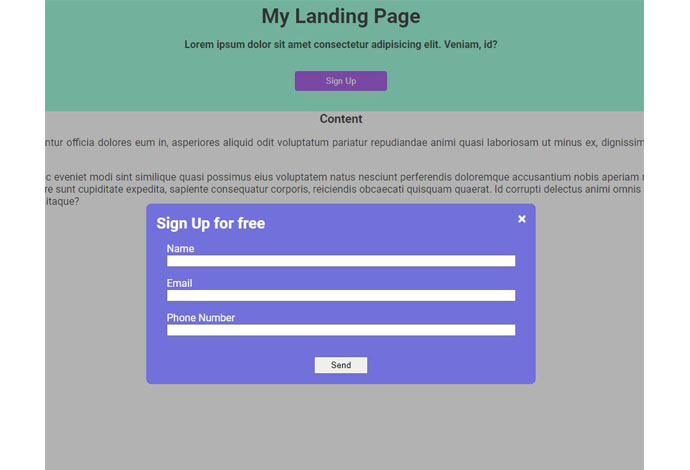 My Landing Page
Lorem ipsum dolor sit amet consectetur adipisicing elit. Veniam, id?
Sign Up
Content
ntur officia dolores eum in, asperiores aliquid odit voluptatum pariatur repudiandae animi quasi laboriosam ut minus ex, dignissim
c eveniet modi sint similique quasi possimus eius voluptatem natus nesciunt perferendis doloremque accusantium nobis aperiam
re sunt cupiditate expedita, sapiente consequatur corporis, reiciendis obcaecati quisquam quaerat. Id corrupti delectus animi omnis
itaque?
Sign Up for free
×
Name
Email
Phone Number
Send